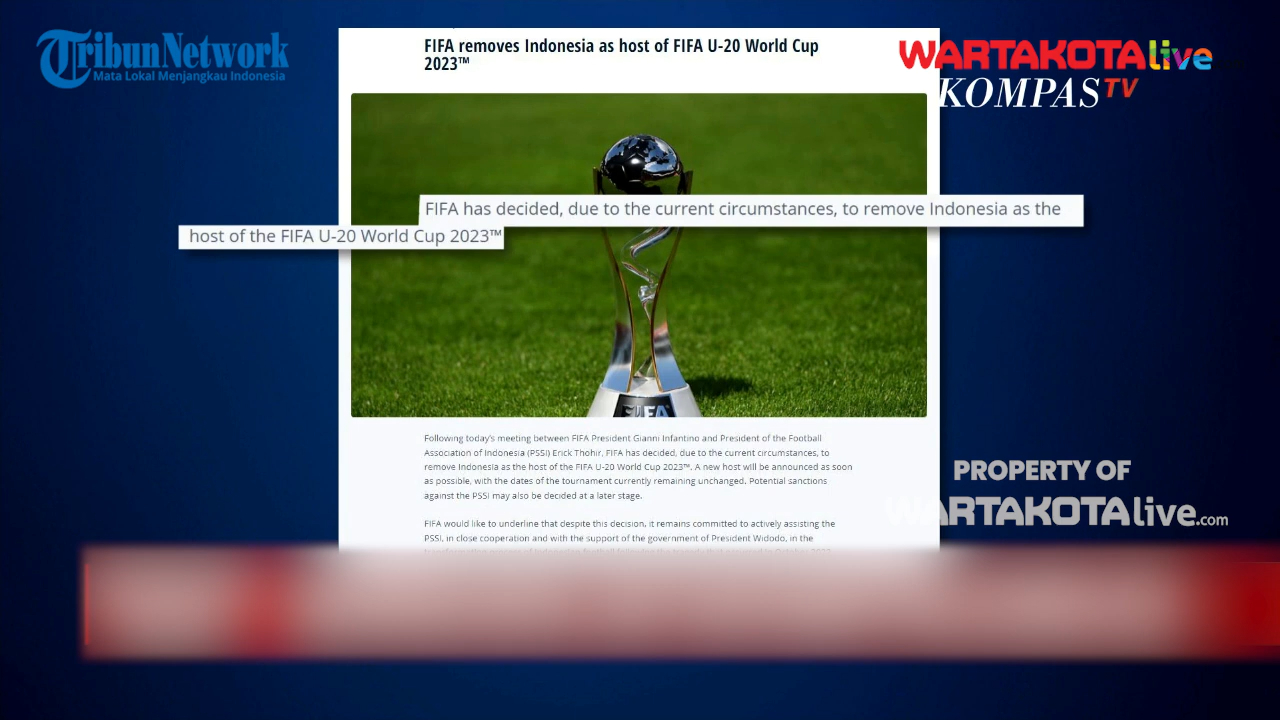 TribunNetwork
Mata Lokal Menjangkau Indonesia
WARTAKOTAlive
KOMPAS TV
FIFA removes Indonesia as host of FIFA U-20 World Cup
2023™
FIFA has decided, due to the current circumstances, to remove Indonesia as the
host of the FIFA U-20 World Cup 2023™
FIFA
Following today's meeting between FIFA President Gianni Infantino and President of the Football
Association of Indonesia (PSSI) Erick Thohir, FIFA has decided, due to the current circumstances, to
remove Indonesia as the host of the FIFA U-20 World Cup 2023™. A new host will be announced as soon
as possible, with the dates of the tournament currently remaining unchanged. Potential sanctions
against the PSSI may also be decided at a later stage.
FIFA would like to underline that despite this decision, it remains committed to actively assisting the
PSSI, in close cooperation and with the support of the government of President Widodo, in the
PROPERTY OF
WARTAKOTAlive.com